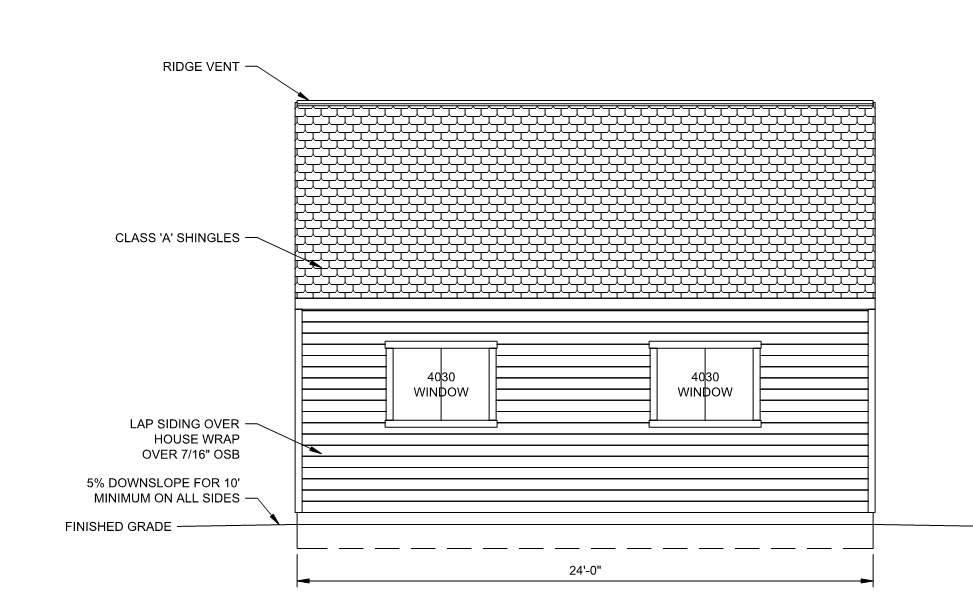 RIDGE VENT
CLASS 'A' SHINGLES
4030
WINDOW
4030
WINDOW
LAP SIDING OVER
HOUSE WRAP
OVER 7/16" OSB
5% DOWNSLOPE FOR 10'
MINIMUM ON ALL SIDES
FINISHED GRADE
24'-0"